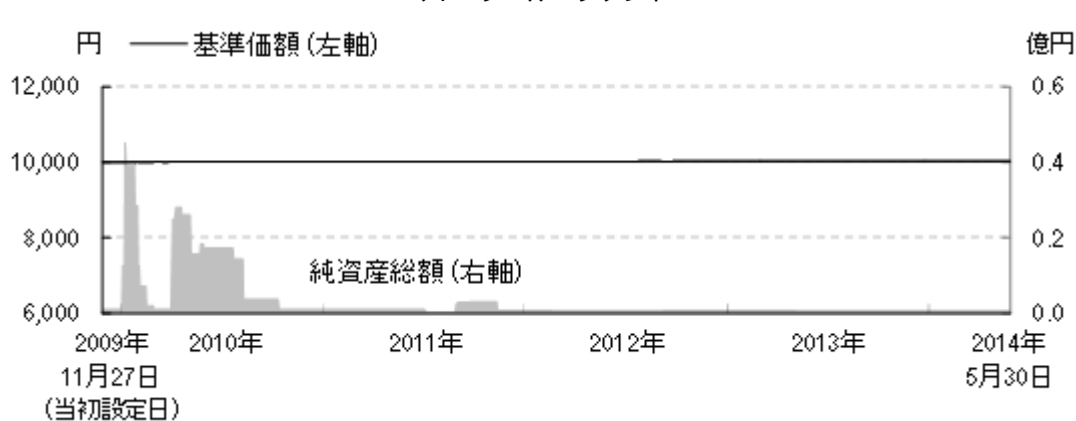 円 基準価額(左軸) 億円
12,000 0.6
10,000 0.4
8,000 0.2
純資産総額(右軸)
6,000 0.0
2009年 2010年 2011年 2012年 2013年 2014年
11月27日 5月30日
(当初設定日)